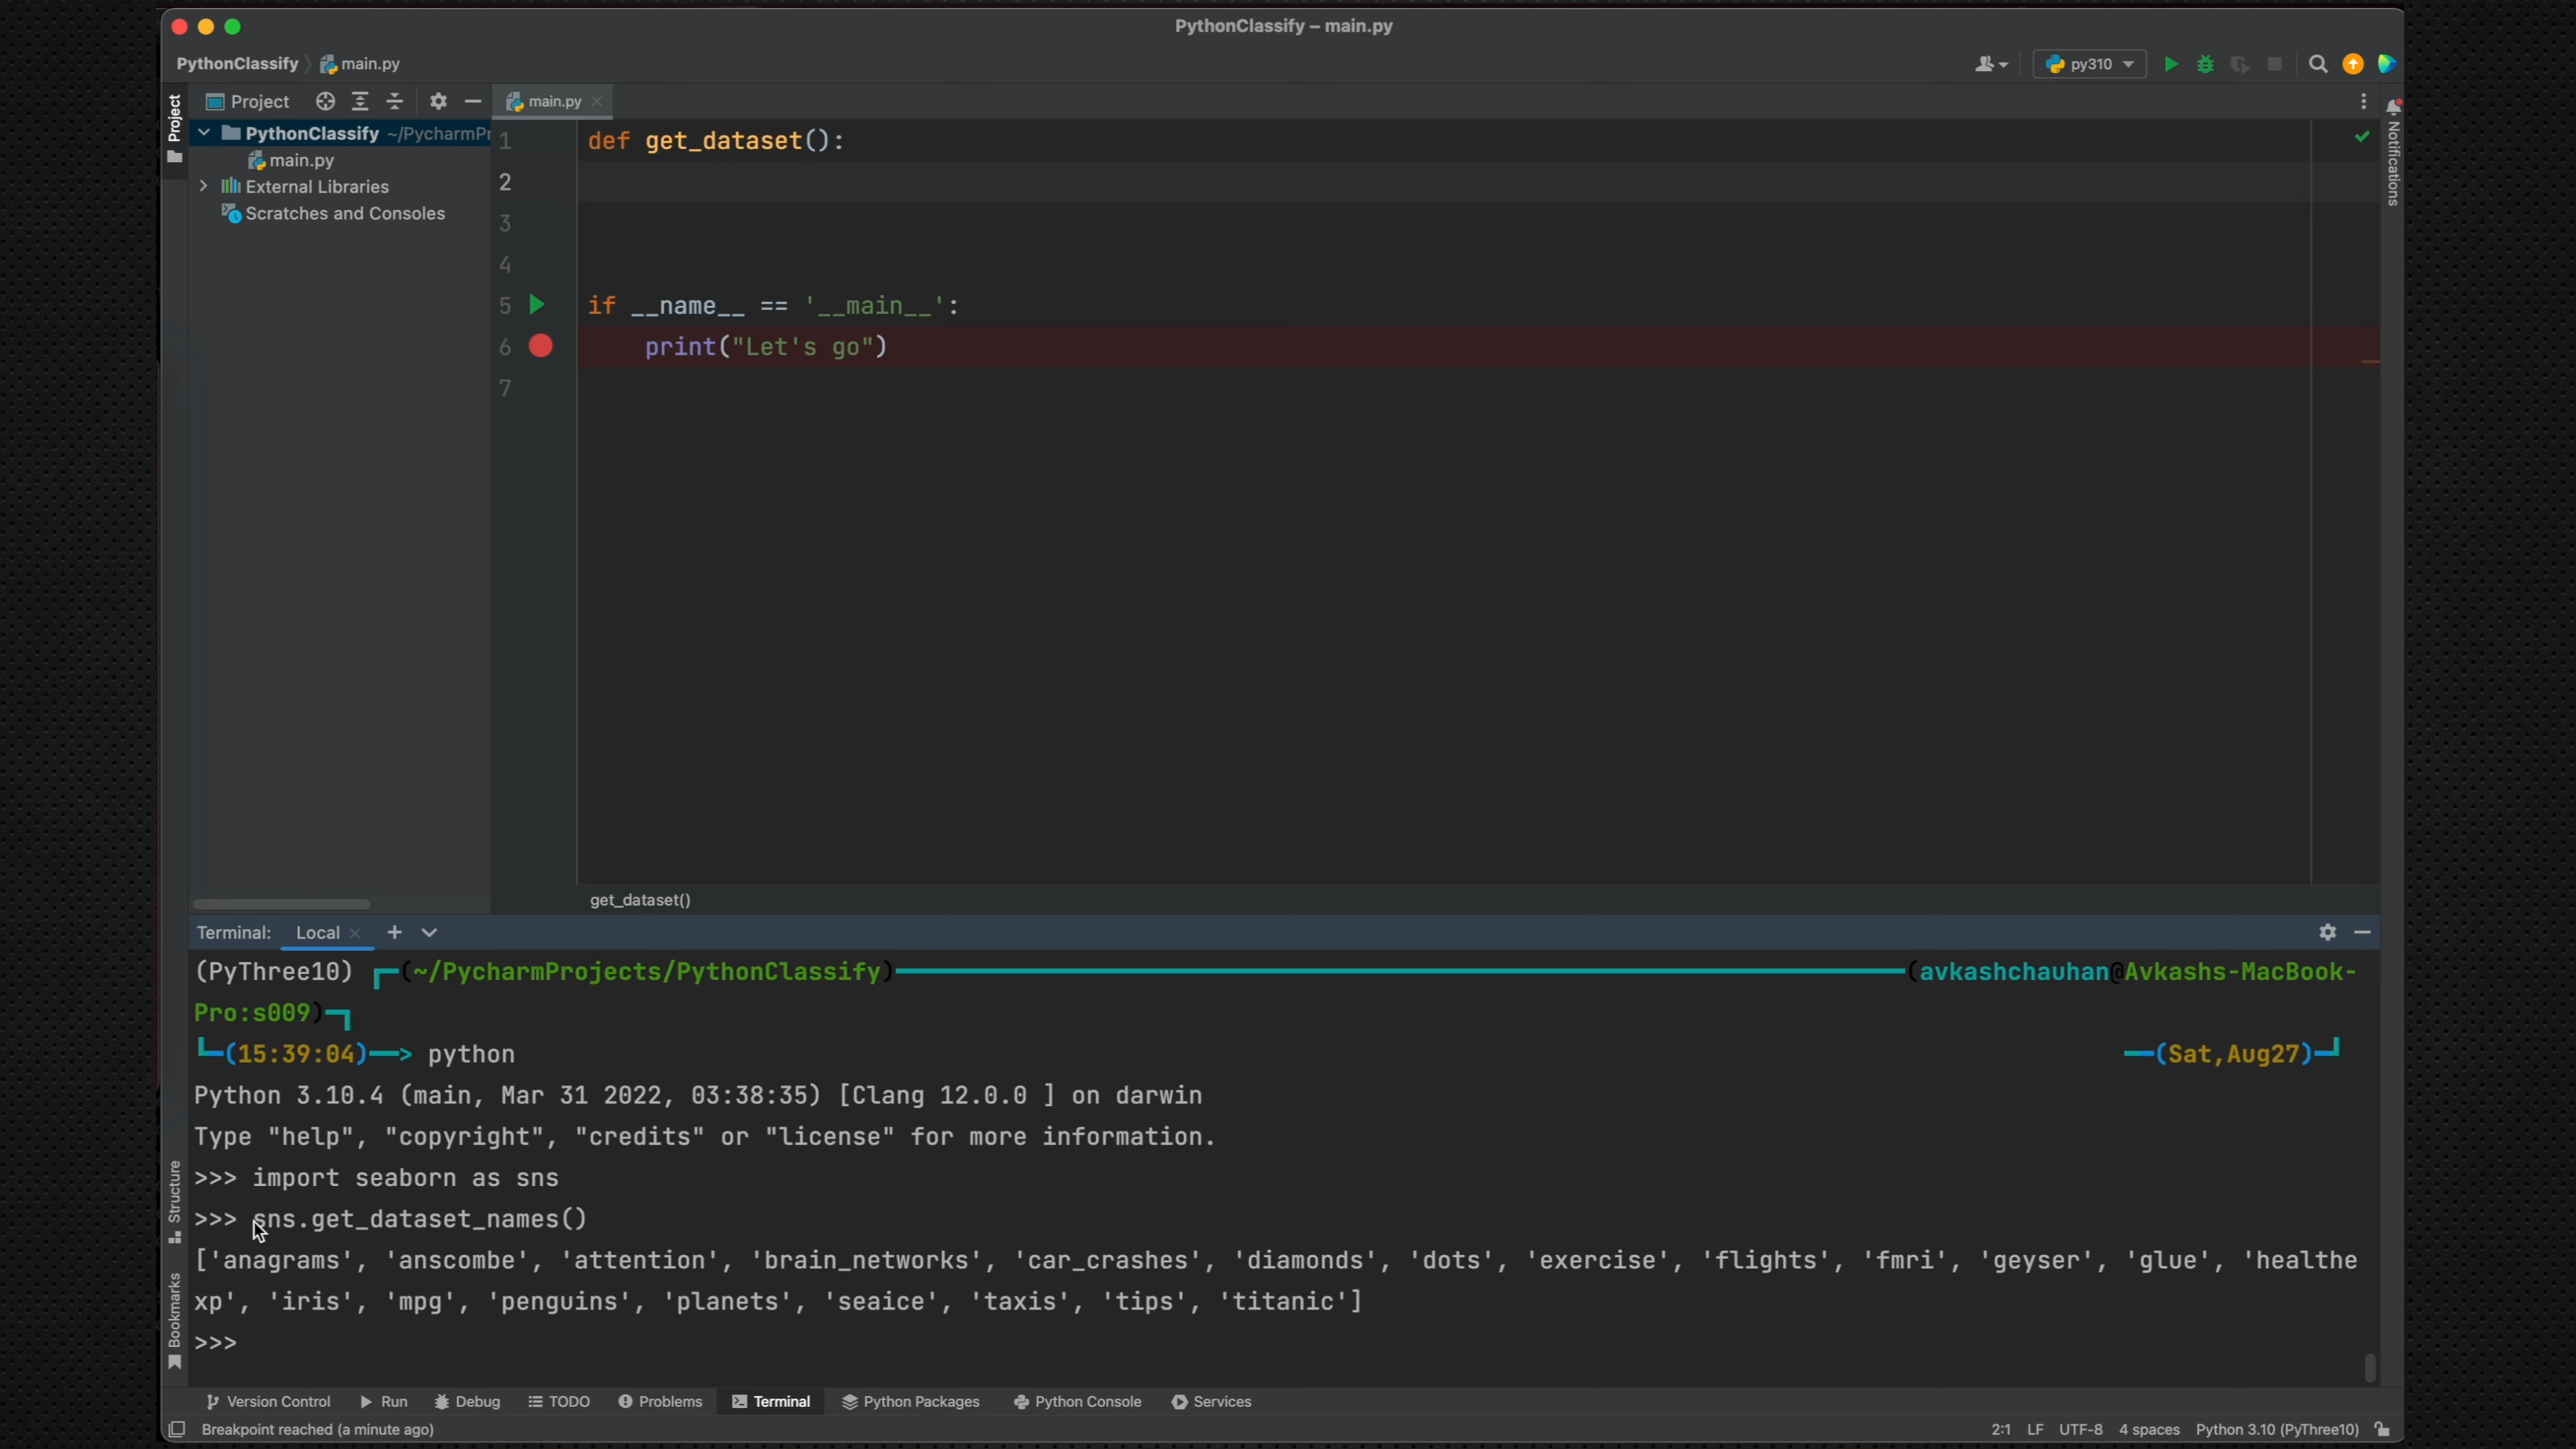 PythonClassify – main.py
PythonClassify
main.py
py310
Project
Project
main.py
Notifications
PythonClassify ~/PycharmPr
main.py
External Libraries
Scratches and Consoles
1 def get_dataset():
2
3
4
5 if __name__ == '__main__':
6 print("Let's go")
7
get_dataset()
Terminal: Local
(PyThree10) (~/PycharmProjects/PythonClassify) (avkashchauhan@Avkashs-MacBook-
Pro:s009)
(15:39:04)—> python (Sat,Aug27)
Python 3.10.4 (main, Mar 31 2022, 03:38:35) [Clang 12.0.0 ] on darwin
Type "help", "copyright", "credits" or "license" for more information.
>>> import seaborn as sns
>>> sns.get_dataset_names()
['anagrams', 'anscombe', 'attention', 'brain_networks', 'car_crashes', 'diamonds', 'dots', 'exercise', 'flights', 'fmri', 'geyser', 'glue', 'healthe
xp', 'iris', 'mpg', 'penguins', 'planets', 'seaice', 'taxis', 'tips', 'titanic']
>>>
Structure
Bookmarks
Version Control Run Debug TODO Problems Terminal Python Packages Python Console Services
Breakpoint reached (a minute ago) 2:1 LF UTF-8 4 spaces Python 3.10 (PyThree10)